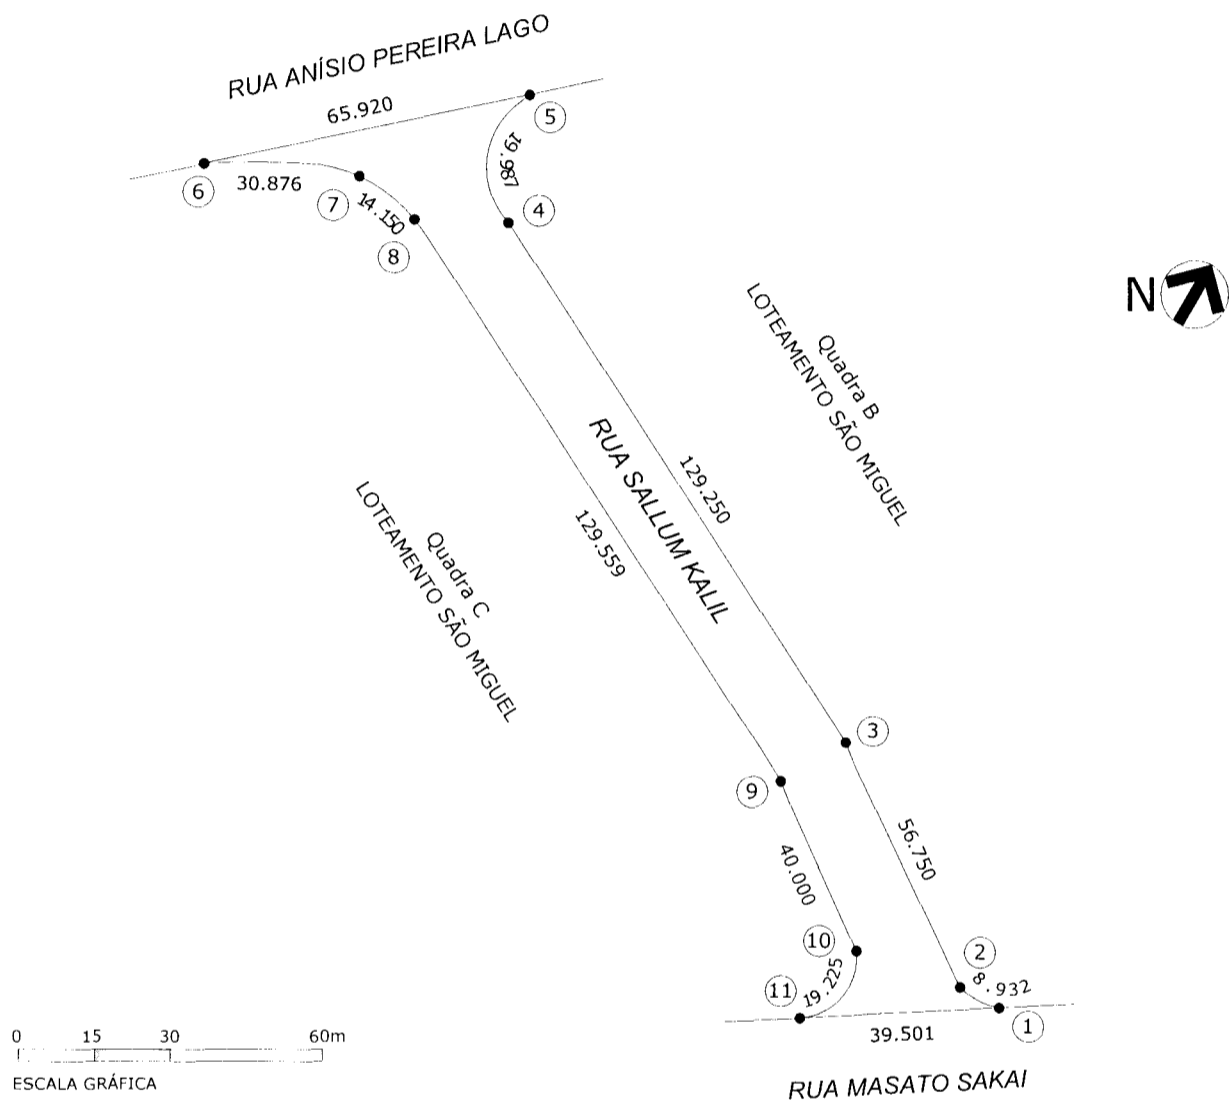 RUA ANÍSIO PEREIRA LAGO
65.920
5
19.987
6
30.876
7
14.150
4
8
N
Quadra B
LOTEAMENTO SÃO MIGUEL
RUA SALLUM KALIL
129.250
129.559
Quadra C
LOTEAMENTO SÃO MIGUEL
3
9
56.750
40.000
10
2
11
19.225
8.932
1
39.501
0 15 30 60m
ESCALA GRÁFICA
RUA MASATO SAKAI